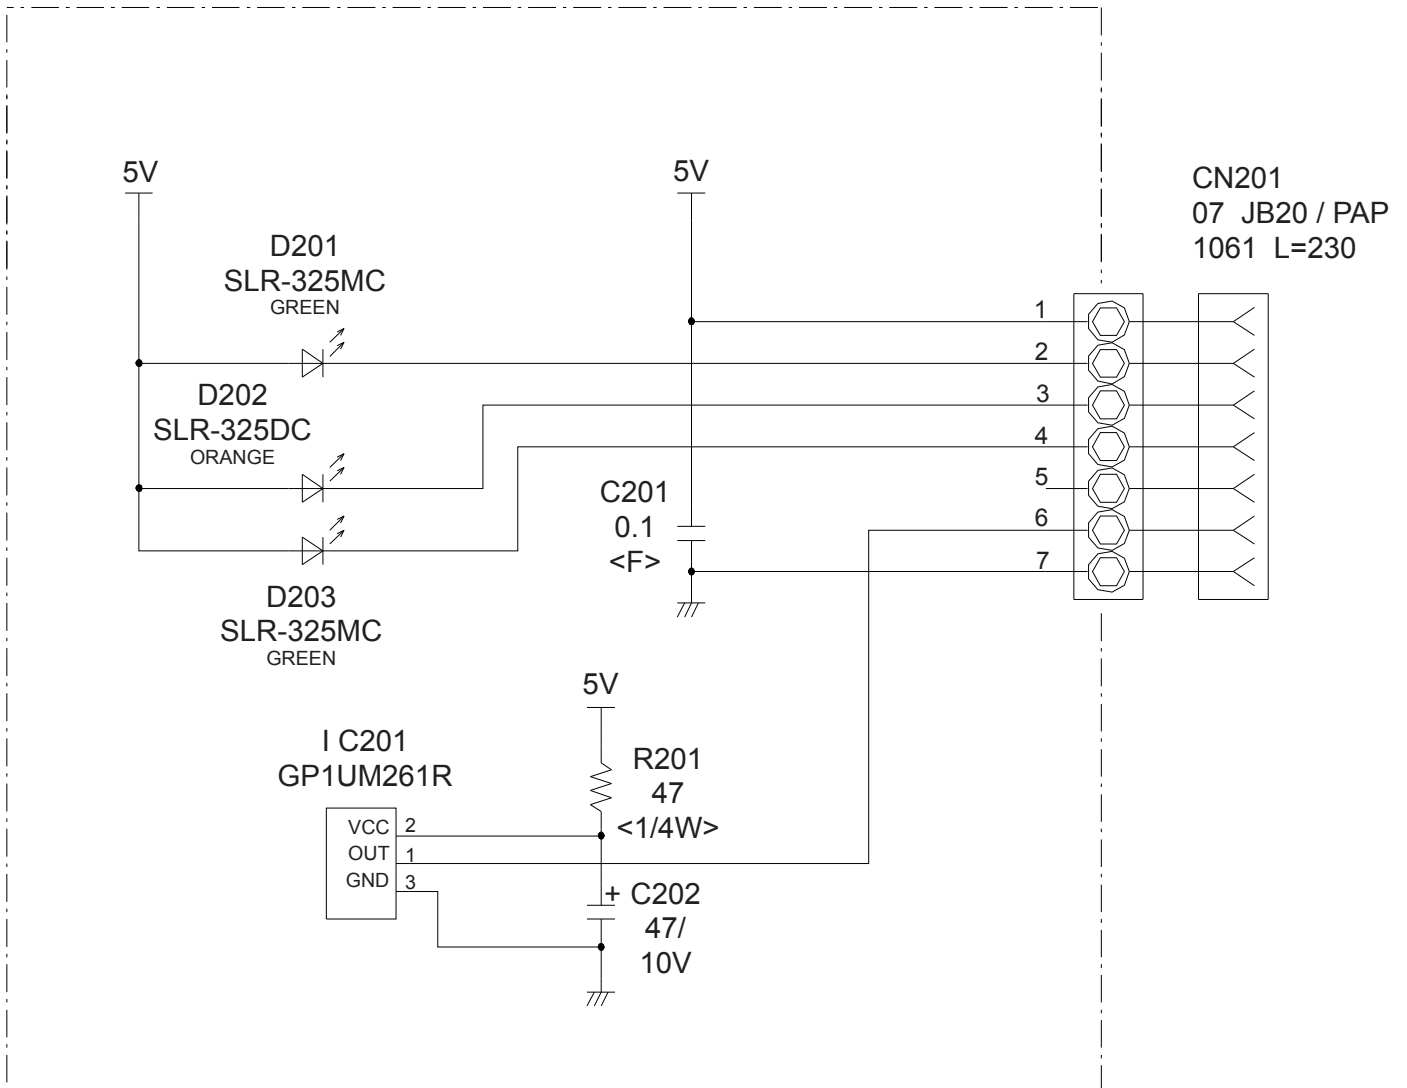 5V
5V
CN201
07 JB20 / PAP
1061 L=230
D201
SLR-325MC
GREEN
1
2
D202
SLR-325DC
ORANGE
3
4
C201
0.1
<F>
5
6
7
D203
SLR-325MC
GREEN
5V
I C201
GP1UM261R
R201
47
<1/4W>
VCC 2
OUT 1
GND 3
+ C202
47/
10V